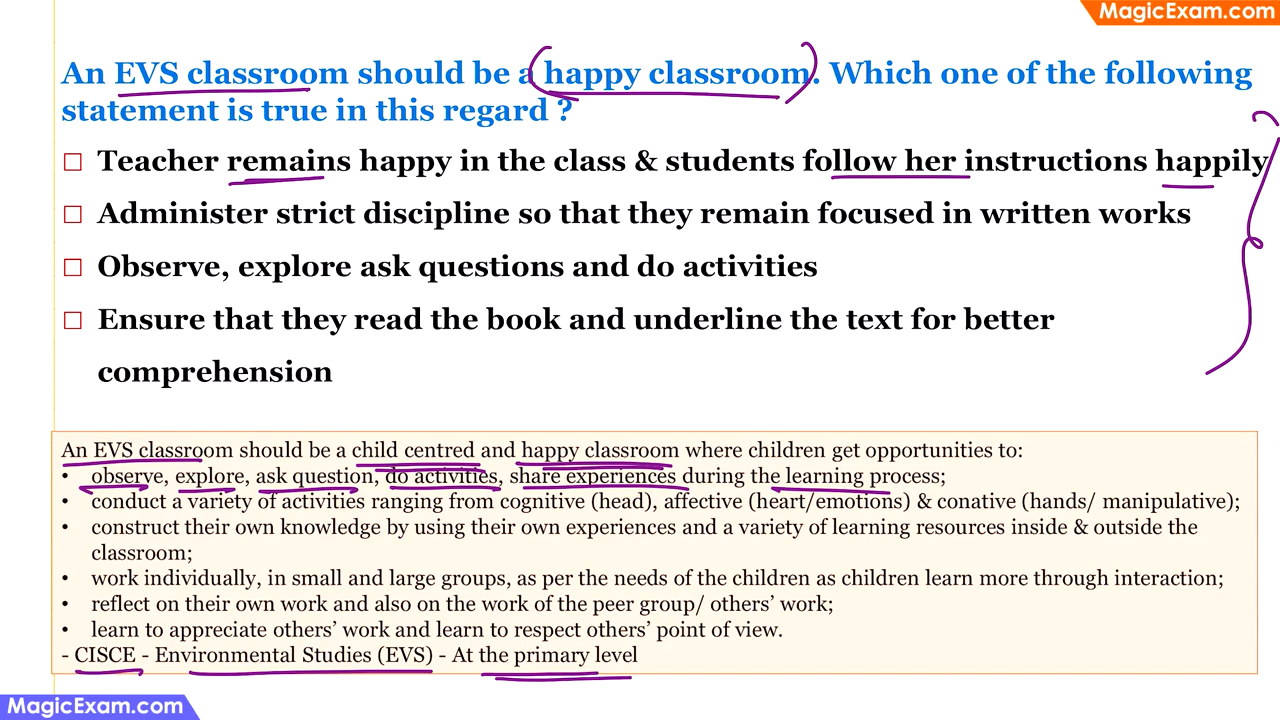 MagicExam.com
An EVS classroom should be a happy classroom. Which one of the following
statement is true in this regard ?
□ Teacher remains happy in the class & students follow her instructions happily
□ Administer strict discipline so that they remain focused in written works
□ Observe, explore ask questions and do activities
□ Ensure that they read the book and underline the text for better
comprehension
An EVS classroom should be a child centred and happy classroom where children get opportunities to:
• observe, explore, ask question, do activities, share experiences during the learning process;
• conduct a variety of activities ranging from cognitive (head), affective (heart/emotions) & conative (hands/ manipulative);
• construct their own knowledge by using their own experiences and a variety of learning resources inside & outside the
classroom;
• work individually, in small and large groups, as per the needs of the children as children learn more through interaction;
• reflect on their own work and also on the work of the peer group/ others’ work;
• learn to appreciate others’ work and learn to respect others’ point of view.
- CISCE - Environmental Studies (EVS) - At the primary level
MagicExam.com